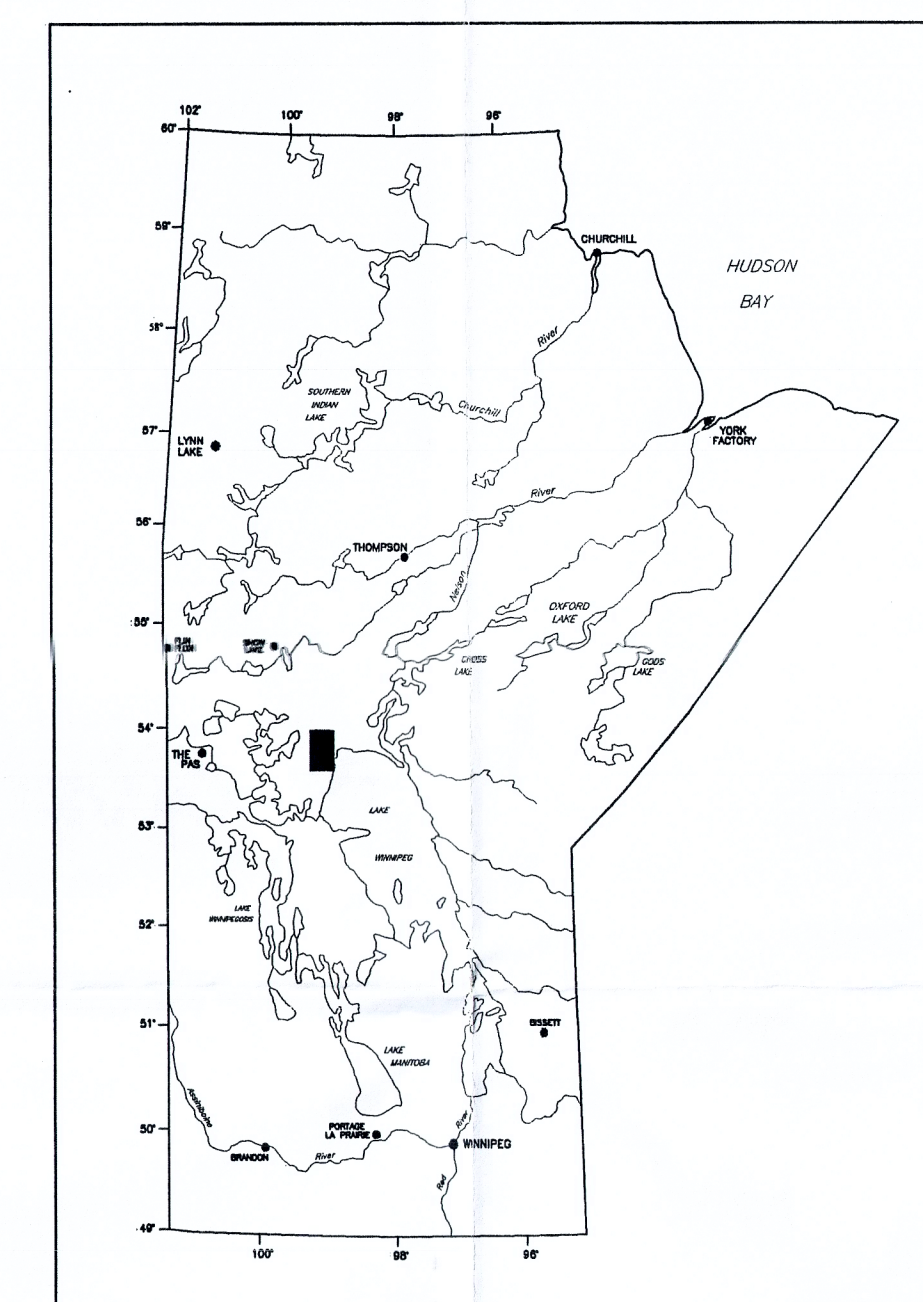 102° 100° 98° 96°
60°
59°
CHURCHILL
HUDSON
BAY
58°
River
SOUTHERN
INDIAN
LAKE
Churchill
57°
LYNN
LAKE
YORK
FACTORY
River
56°
THOMPSON
Nelson
OXFORD
LAKE
55°
FLIN
FLON
SNOW
LAKE
CROSS
LAKE
GODS
LAKE
54°
THE
PAS
LAKE
53°
WINNIPEG
LAKE
WINNIPEGOSIS
52°
51°
BISSETT
LAKE
MANITOBA
Assiniboine
50°
PORTAGE
LA PRAIRIE
River
WINNIPEG
BRANDON
River
Red
49°
100° 98° 96°